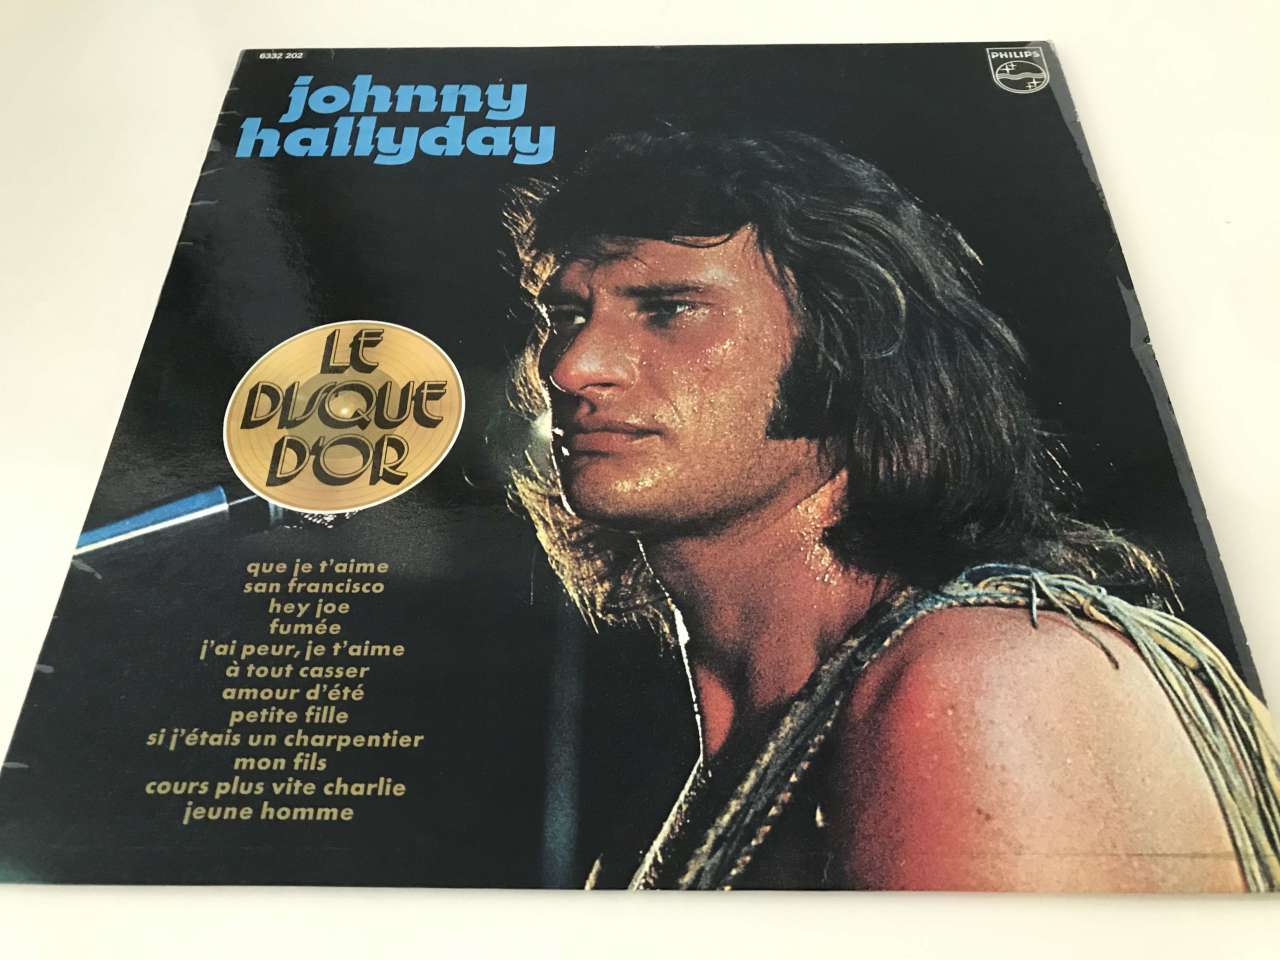 6332 202
PHILIPS
johnny
hallyday
LE
DISQUE
D'OR
que je t'aime
san francisco
hey joe
fumée
j'ai peur, je t'aime
à tout casser
amour d'été
petite fille
si j'étais un charpentier
mon fils
cours plus vite charlie
jeune homme